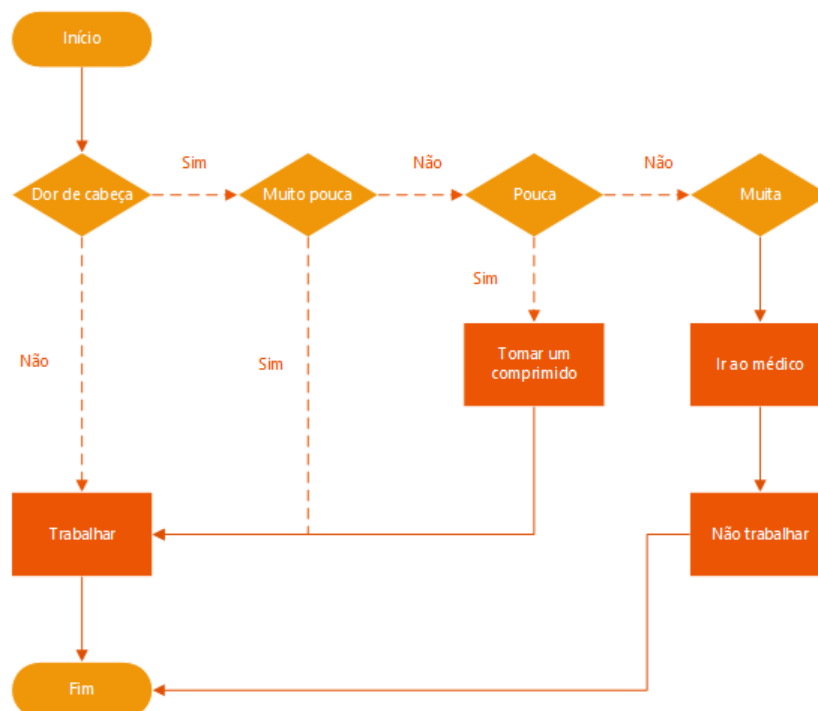 Início
Sim
Não
Não
Dor de cabeça
Muito pouca
Pouca
Muita
Sim
Não
Sim
Tomar um
comprimido
Ir ao médico
Trabalhar
Não trabalhar
Fim